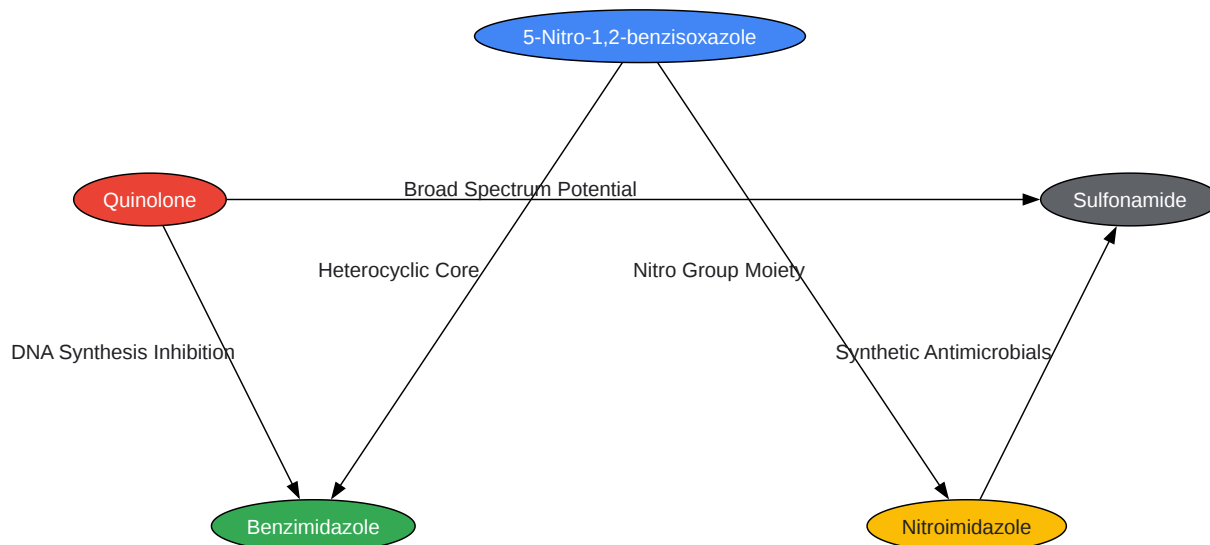 5-Nitro-1,2-benzisoxazole
Broad Spectrum Potential
Quinolone
Sulfonamide
Heterocyclic Core
Nitro Group Moiety
DNA Synthesis Inhibition
Synthetic Antimicrobials
Benzimidazole
Nitroimidazole